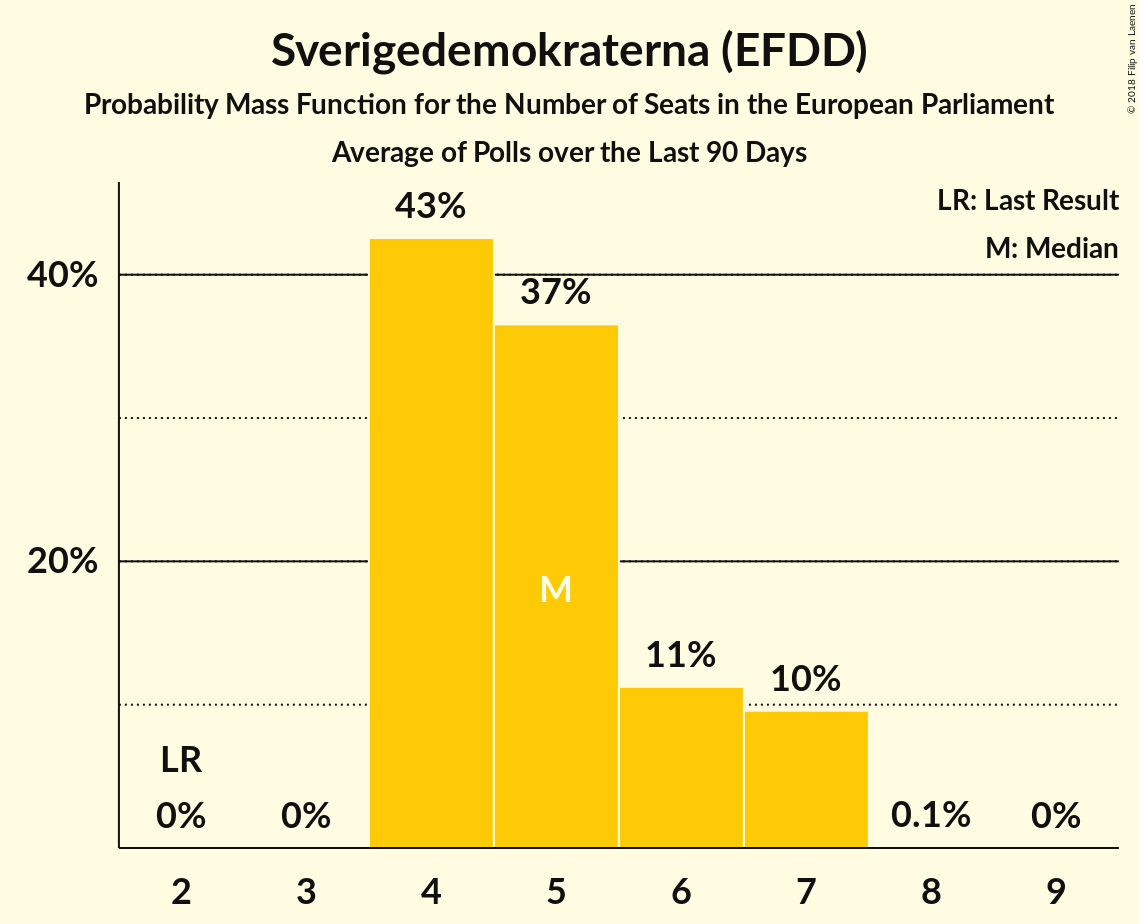 Sverigedemokraterna (EFDD)
Probability Mass Function for the Number of Seats in the European Parliament
Average of Polls over the Last 90 Days
© 2018 Filip van Laenen
LR: Last Result
M: Median
43%
40%
37%
20%
M
11%
10%
LR
0%
0%
0.1%
0%
2
3
4
5
6
7
8
9